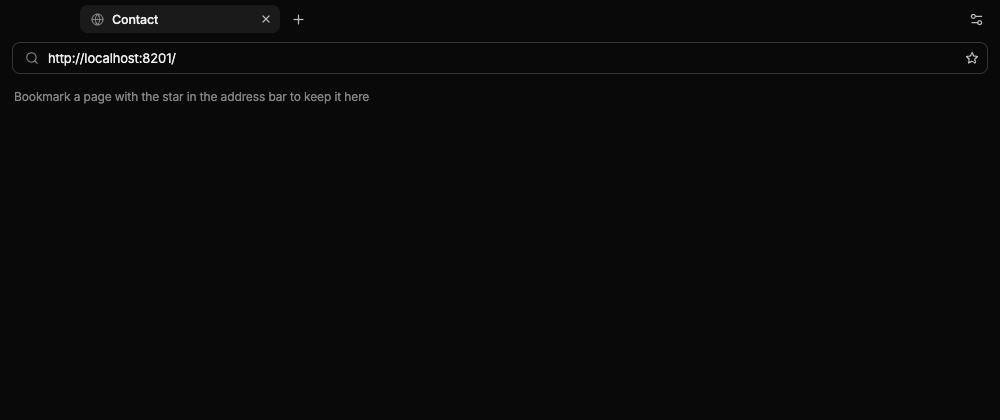 Contact
http://localhost:8201/
Bookmark a page with the star in the address bar to keep it here